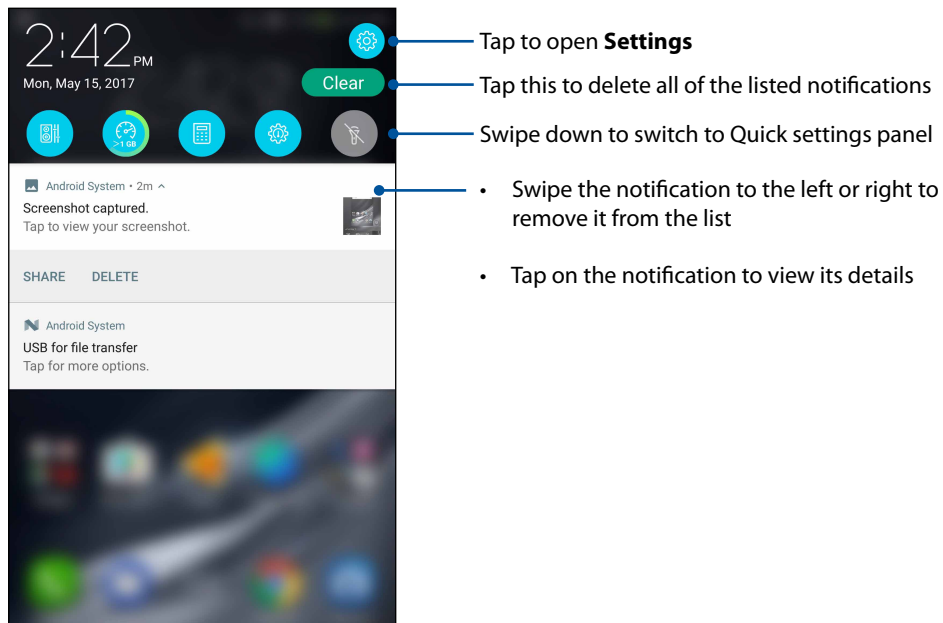 2:42 PM
Mon, May 15, 2017
Clear
>1 GB
Android System • 2m ^
Screenshot captured.
Tap to view your screenshot.
SHARE DELETE
Android System
USB for file transfer
Tap for more options.
Tap to open Settings
Tap this to delete all of the listed notifications
Swipe down to switch to Quick settings panel
• Swipe the notification to the left or right to
remove it from the list
• Tap on the notification to view its details